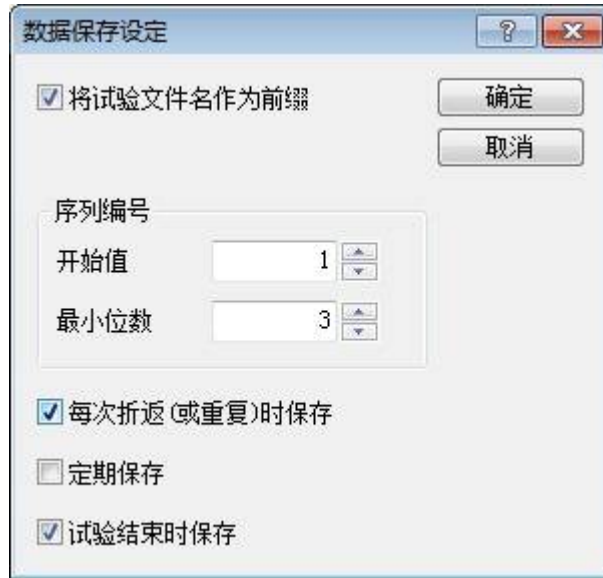 数据保存设定
将试验文件名作为前缀
确定
取消
序列编号
开始值 1
最小位数 3
每次折返(或重复)时保存
定期保存
试验结束时保存